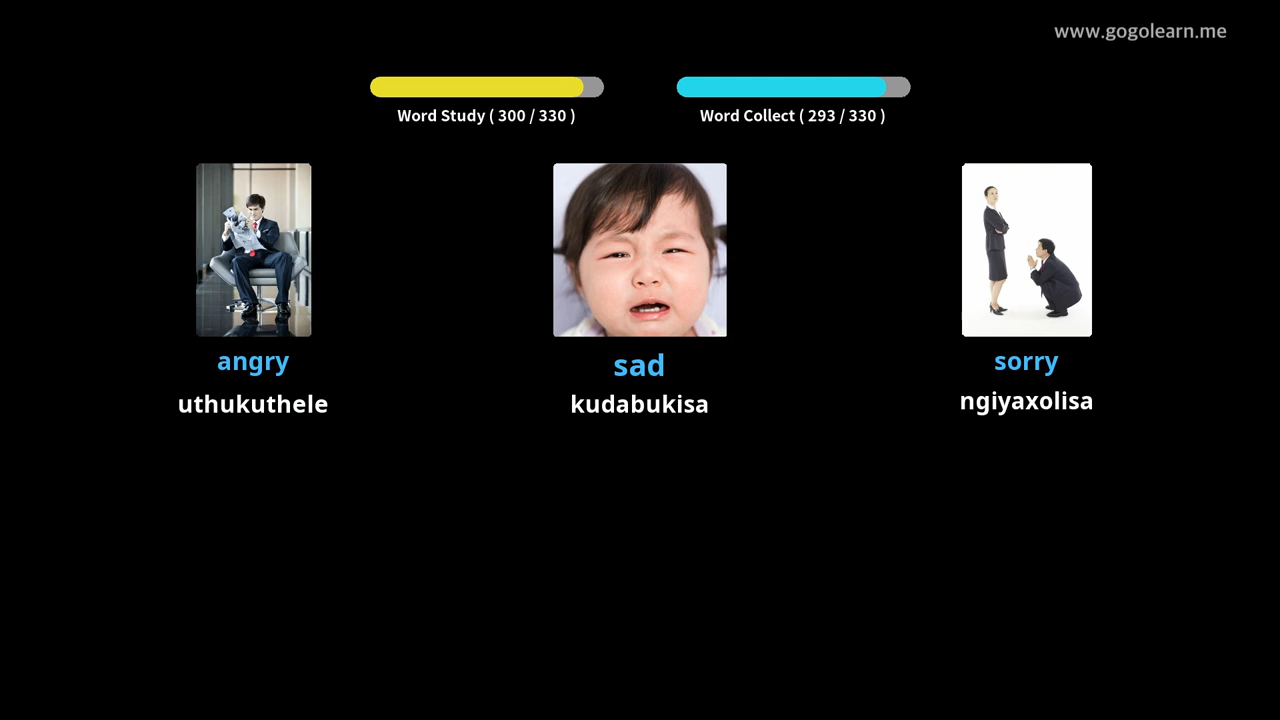 www.gogolearn.me
Word Study ( 300 / 330 )
Word Collect ( 293 / 330 )
angry
sad
sorry
uthukuthele
kudabukisa
ngiyaxolisa